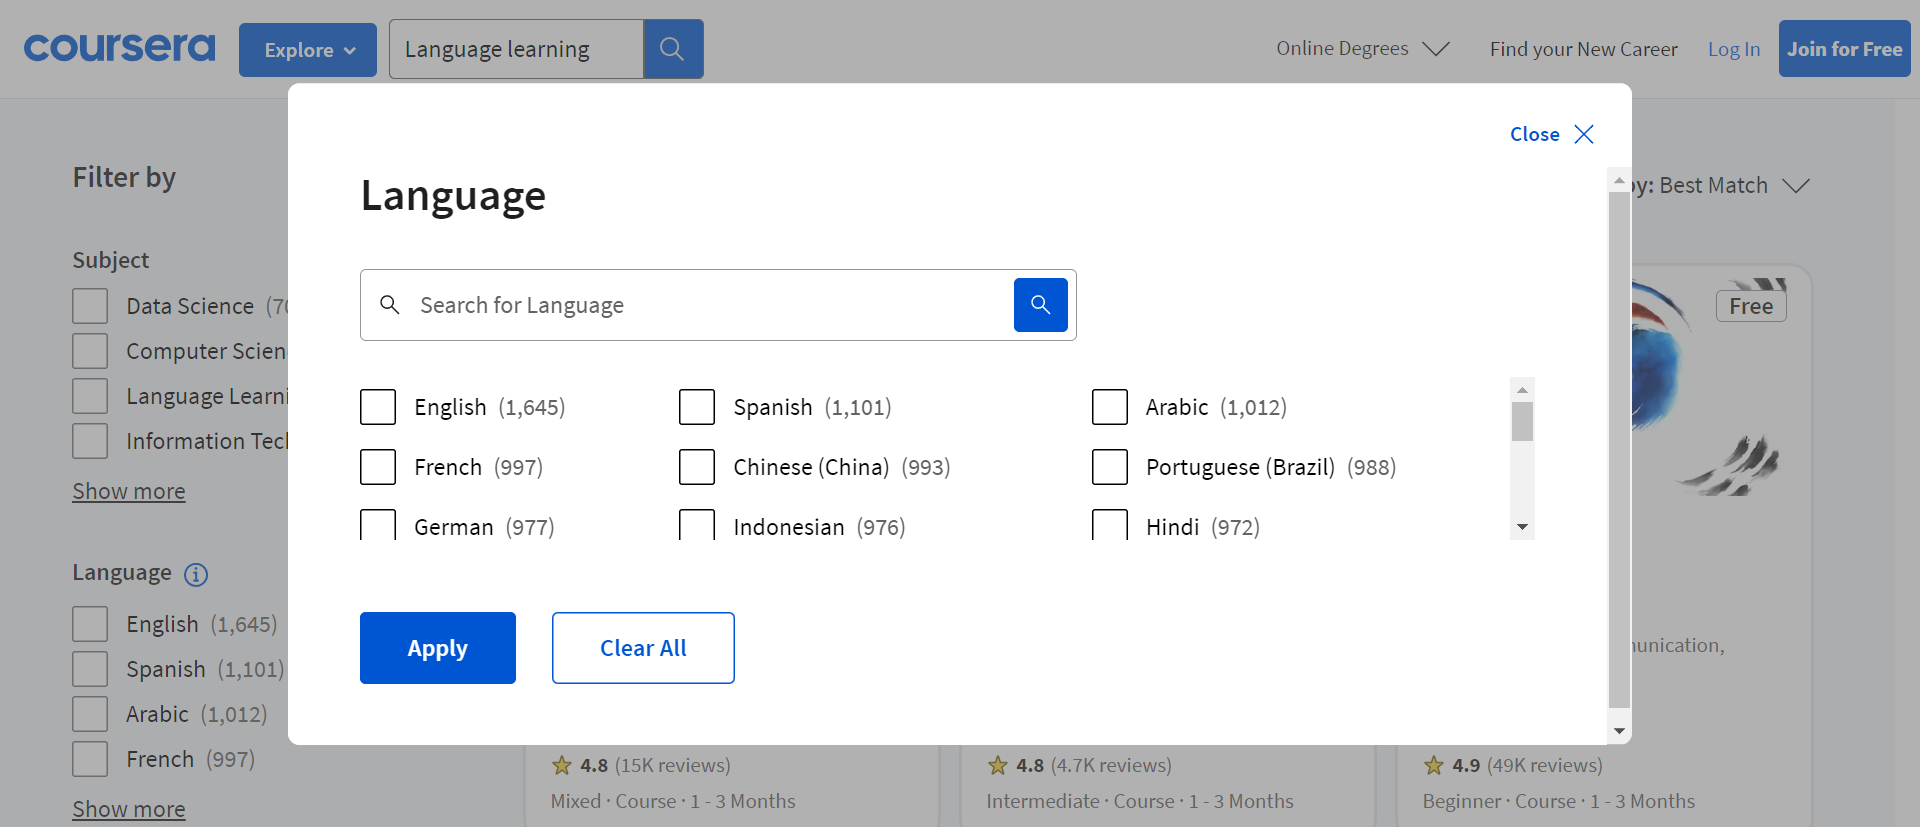 coursera
Explore
Language learning
Online Degrees
Find your New Career
Log In
Join for Free
Close
Filter by
Language
by: Best Match
Subject
Search for Language
Free
Data Science (70
Computer Scien
Language Learni
Information Tech
Show more
English (1,645)
Spanish (1,101)
Arabic (1,012)
French (997)
Chinese (China) (993)
Portuguese (Brazil) (988)
German (977)
Indonesian (976)
Hindi (972)
Language
English (1,645)
Spanish (1,101)
Arabic (1,012)
French (997)
Show more
Apply
Clear All
unication,
4.8 (15K reviews)
Mixed · Course · 1 - 3 Months
4.8 (4.7K reviews)
Intermediate · Course · 1 - 3 Months
4.9 (49K reviews)
Beginner · Course · 1 - 3 Months